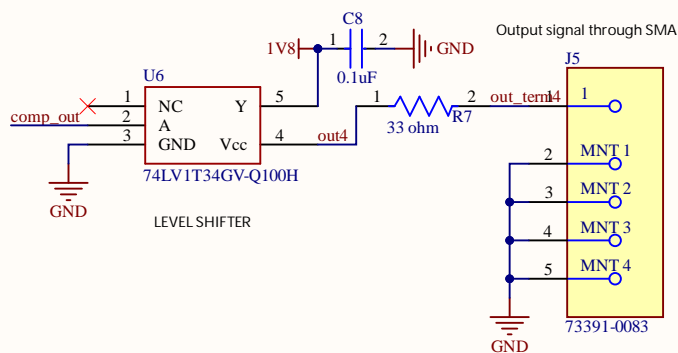 C8
Output signal through SMA
1V8
1
2
GND
J5
0.1uF
U6
1
NC
Y
5
1
2
out_term4
1
1
comp_out
2
A
R7
3
GND
Vcc
4
out4
33 ohm
2
MNT 1
74LV1T34GV-Q100H
3
MNT 2
GND
LEVEL SHIFTER
4
MNT 3
5
MNT 4
73391-0083
GND